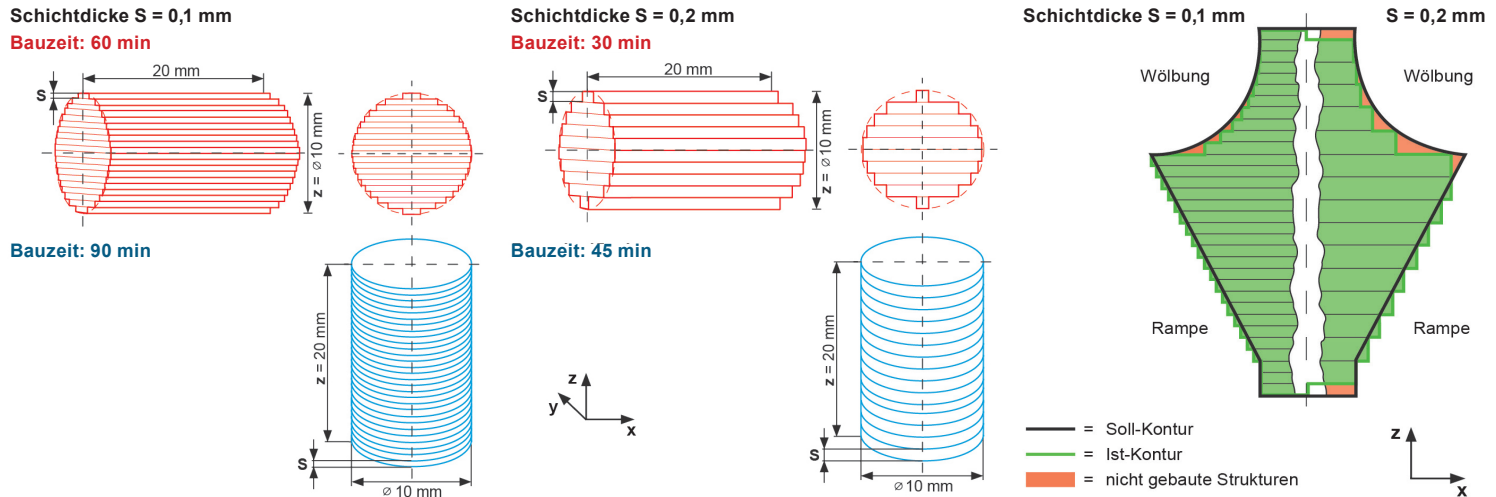 Schichtdicke S = 0,1 mm
Bauzeit: 60 min
20 mm
S
z = ⌀ 10 mm
Bauzeit: 90 min
z = 20 mm
S
⌀ 10 mm
Schichtdicke S = 0,2 mm
Bauzeit: 30 min
20 mm
S
z = ⌀ 10 mm
Bauzeit: 45 min
z = 20 mm
S
⌀ 10 mm
z
y
x
Schichtdicke S = 0,1 mm S = 0,2 mm
Wölbung Wölbung
Rampe Rampe
= Soll-Kontur
= Ist-Kontur
= nicht gebaute Strukturen
z
x